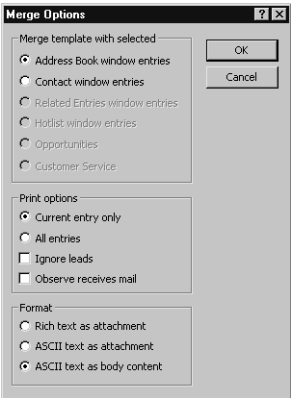 Merge Options
Merge template with selected
Address Book window entries
Contact window entries
Related Entries window entries
Hotlist window entries
Opportunities
Customer Service
Print options
Current entry only
All entries
Ignore leads
Observe receives mail
Format
Rich text as attachment
ASCII text as attachment
ASCII text as body content
OK
Cancel